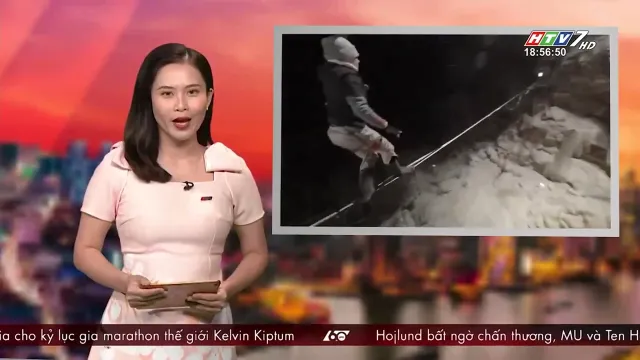 HTV7 HD
18:56:50
ia cho kỷ lục gia marathon thế giới Kelvin Kiptum 60 Hojlund bất ngờ chấn thương, MU và Ten H